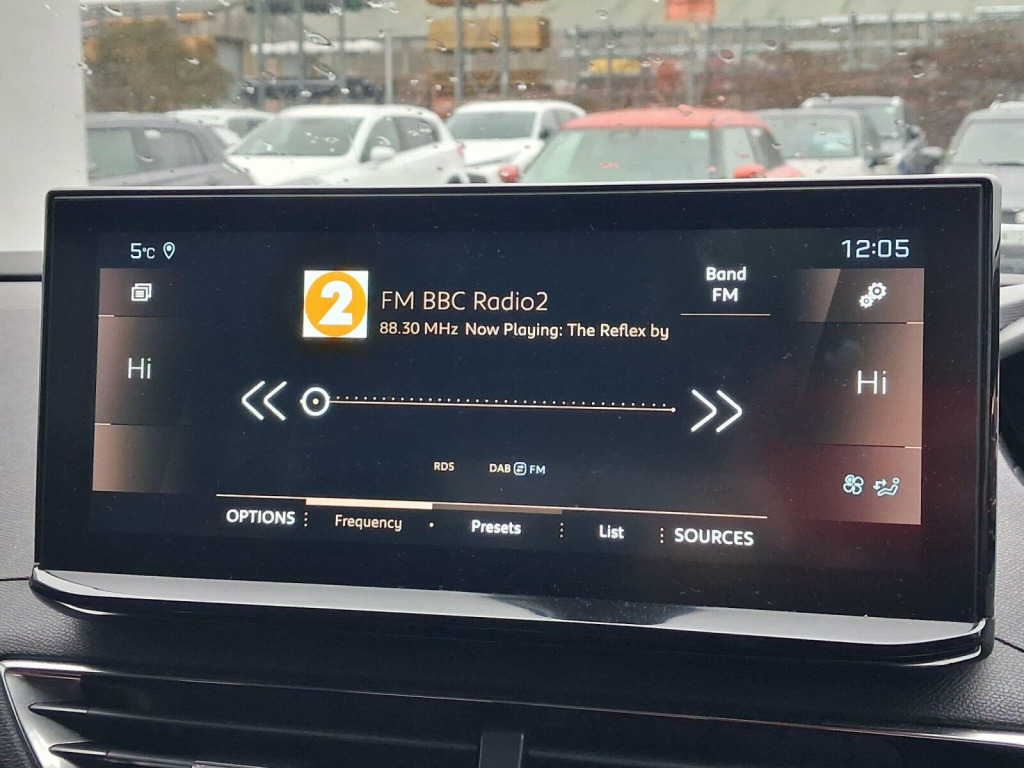 5°C
12:05
2
FM BBC Radio2
88.30 MHz Now Playing: The Reflex by
Band
FM
Hi
Hi
RDS
DAB FM
OPTIONS
Frequency
Presets
List
SOURCES